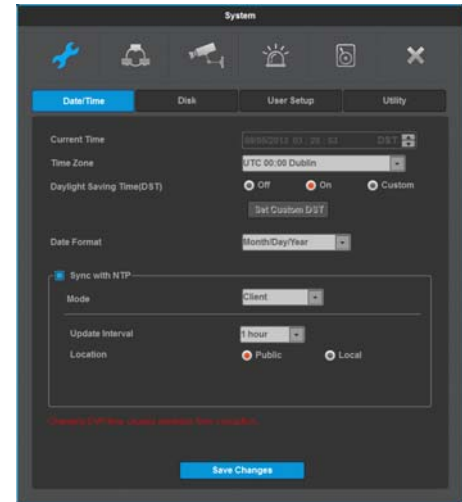 System
Date/Time Disk User Setup Utility
Current Time DST
Time Zone UTC 00:00 Dublin
Daylight Saving Time(DST) Off On Custom
Set Custom DST
Date Format Month/Day/Year
Sync with NTP
Mode Client
Update Interval 1 hour
Location Public Local
Save Changes